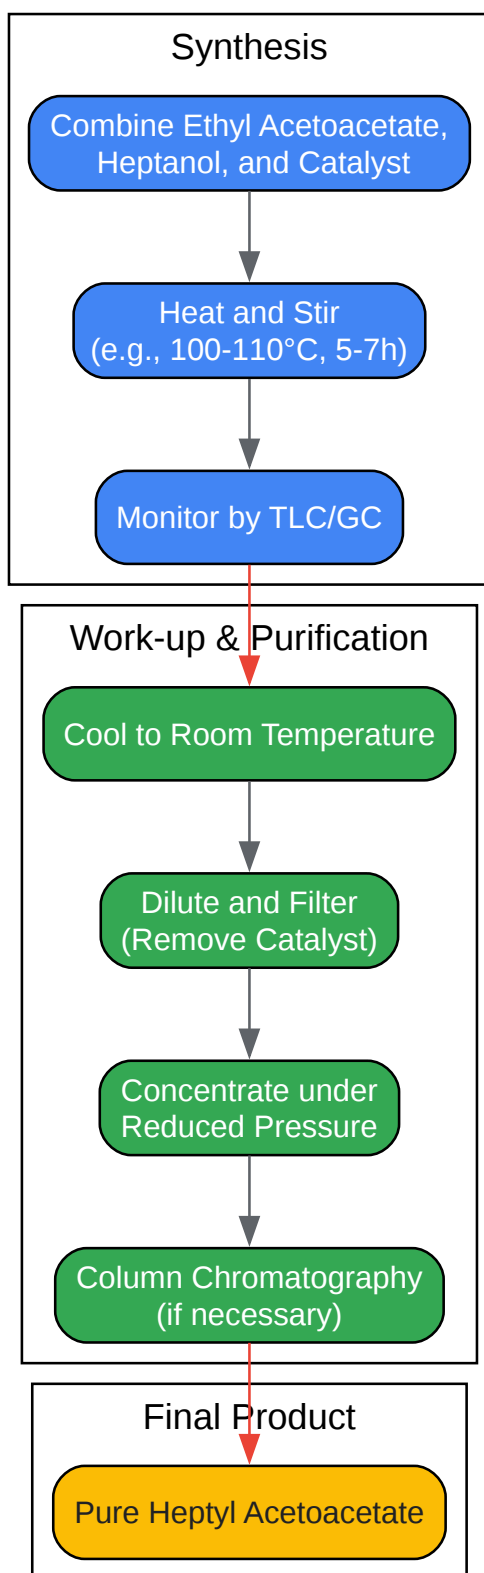 Synthesis
Combine Ethyl Acetoacetate,
Heptanol, and Catalyst
Heat and Stir
(e.g., 100-110°C, 5-7h)
Monitor by TLC/GC
Work-up & Purification
Cool to Room Temperature
Dilute and Filter
(Remove Catalyst)
Concentrate under
Reduced Pressure
Column Chromatography
(if necessary)
Final Product
Pure Heptyl Acetoacetate